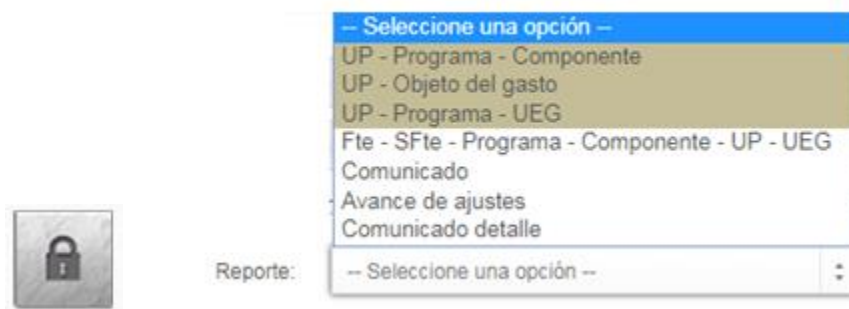 -- Seleccione una opción --
UP - Programa - Componente
UP - Objeto del gasto
UP - Programa - UEG
Fte - SFte - Programa - Componente - UP - UEG
Comunicado
Avance de ajustes
Comunicado detalle
Reporte: -- Seleccione una opción --